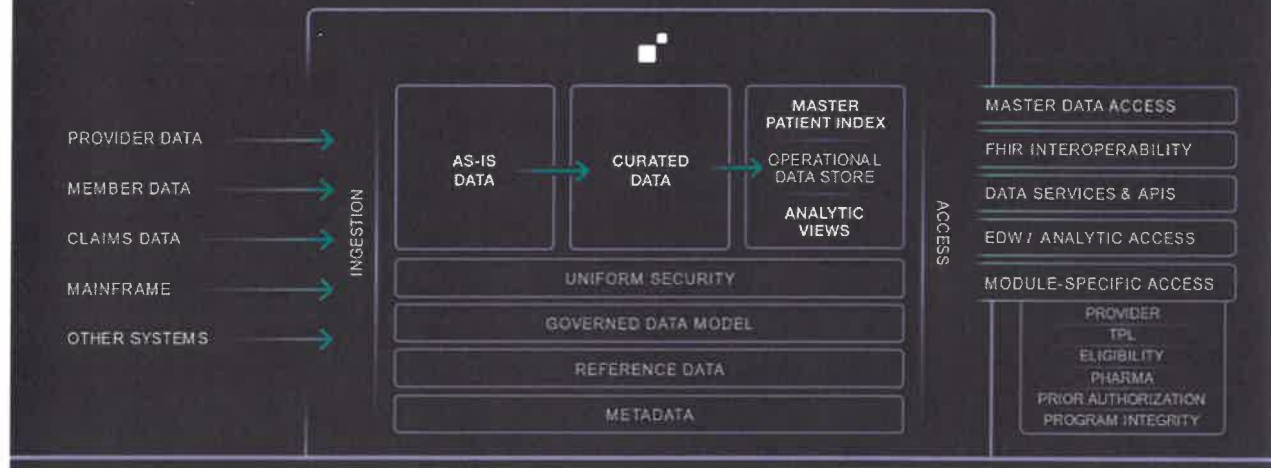 PROVIDER DATA
MEMBER DATA
CLAIMS DATA
MAINFRAME
OTHER SYSTEMS
INGESTION
AS-IS
DATA
CURATED
DATA
MASTER
PATIENT INDEX
OPERATIONAL
DATA STORE
ANALYTIC
VIEWS
UNIFORM SECURITY
GOVERNED DATA MODEL
REFERENCE DATA
METADATA
ACCESS
MASTER DATA ACCESS
FHIR INTEROPERABILITY
DATA SERVICES & APIS
EDW / ANALYTIC ACCESS
MODULE-SPECIFIC ACCESS
PROVIDER
TPL
ELIGIBILITY
PHARMA
PRIOR AUTHORIZATION
PROGRAM INTEGRITY